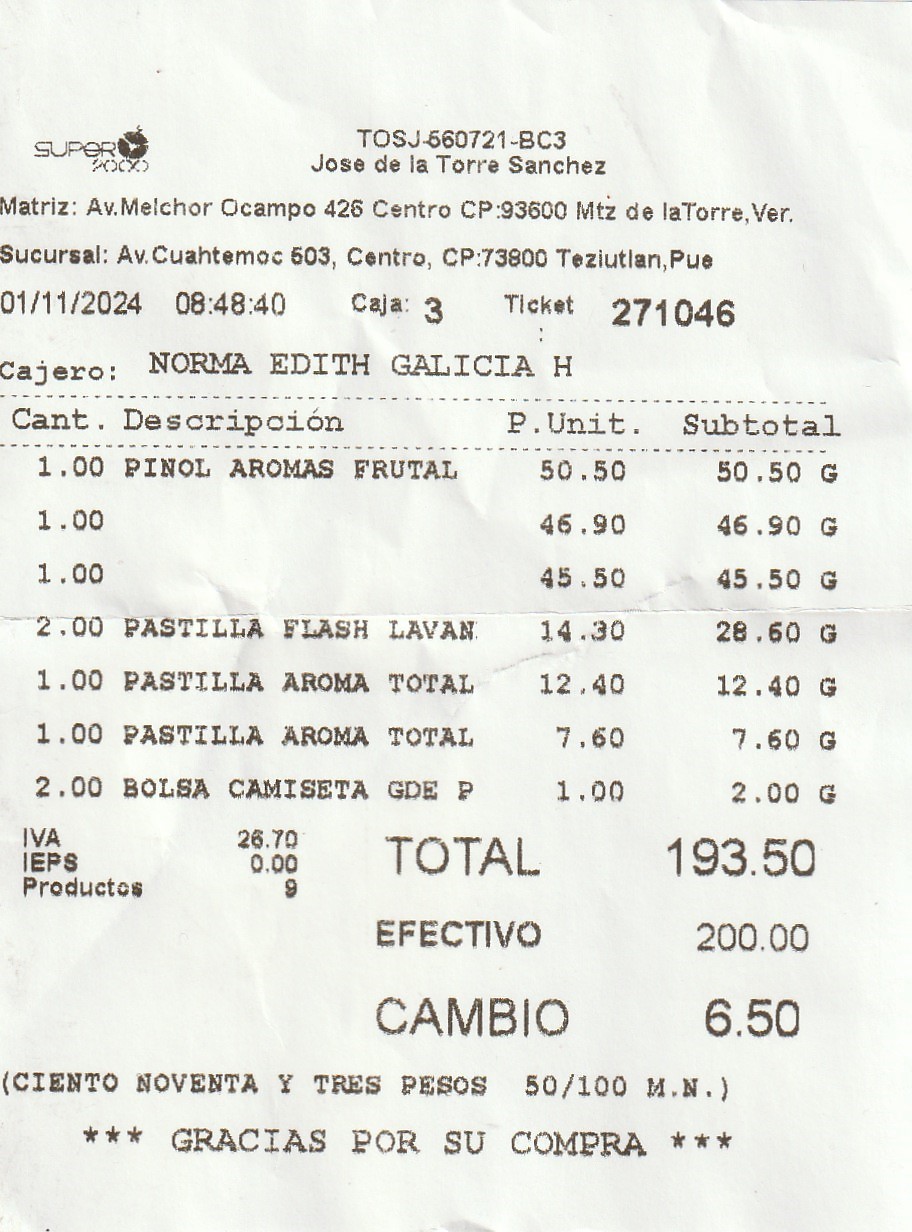 SUPER 2000
TOSJ-560721-BC3
Jose de la Torre Sanchez
Matriz: Av.Melchor Ocampo 426 Centro CP:93600 Mtz de laTorre,Ver.
Sucursal: Av.Cuahtemoc 503, Centro, CP:73800 Teziutlan,Pue
01/11/2024 08:48:40 Caja: 3 Ticket : 271046
Cajero: NORMA EDITH GALICIA H
Cant. Descripción P.Unit. Subtotal
1.00 PINOL AROMAS FRUTAL 50.50 50.50 G
1.00 46.90 46.90 G
1.00 45.50 45.50 G
2.00 PASTILLA FLASH LAVAN 14.30 28.60 G
1.00 PASTILLA AROMA TOTAL 12.40 12.40 G
1.00 PASTILLA AROMA TOTAL 7.60 7.60 G
2.00 BOLSA CAMISETA GDE P 1.00 2.00 G
IVA 26.70
IEPS 0.00
Productos 9
TOTAL 193.50
EFECTIVO 200.00
CAMBIO 6.50
(CIENTO NOVENTA Y TRES PESOS 50/100 M.N.)
*** GRACIAS POR SU COMPRA ***